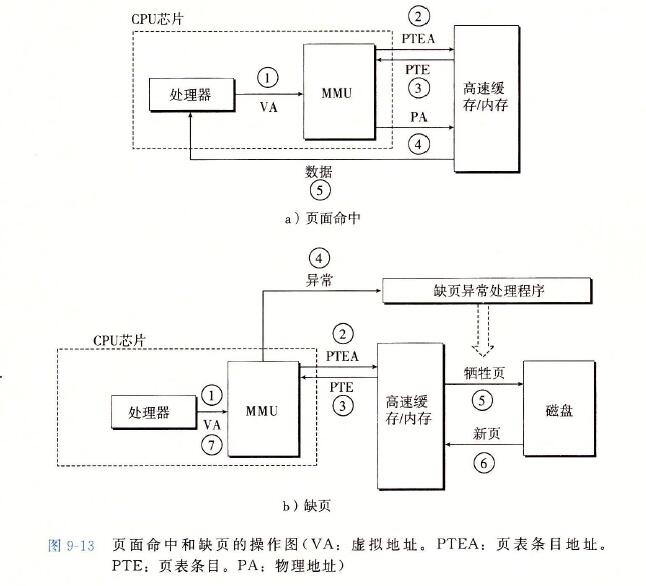 CPU芯片
②
PTEA
①
处理器
VA
MMU
PTE
③
高速缓
存/内存
PA
④
数据
⑤
a）页面命中
④
异常
缺页异常处理程序
CPU芯片
②
PTEA
①
处理器
VA
⑦
MMU
PTE
③
高速缓
存/内存
牺牲页
⑤
磁盘
新页
⑥
b）缺页
图 9-13 页面命中和缺页的操作图(VA：虚拟地址。PTEA：页表条目地址。
PTE：页表条目。PA：物理地址)